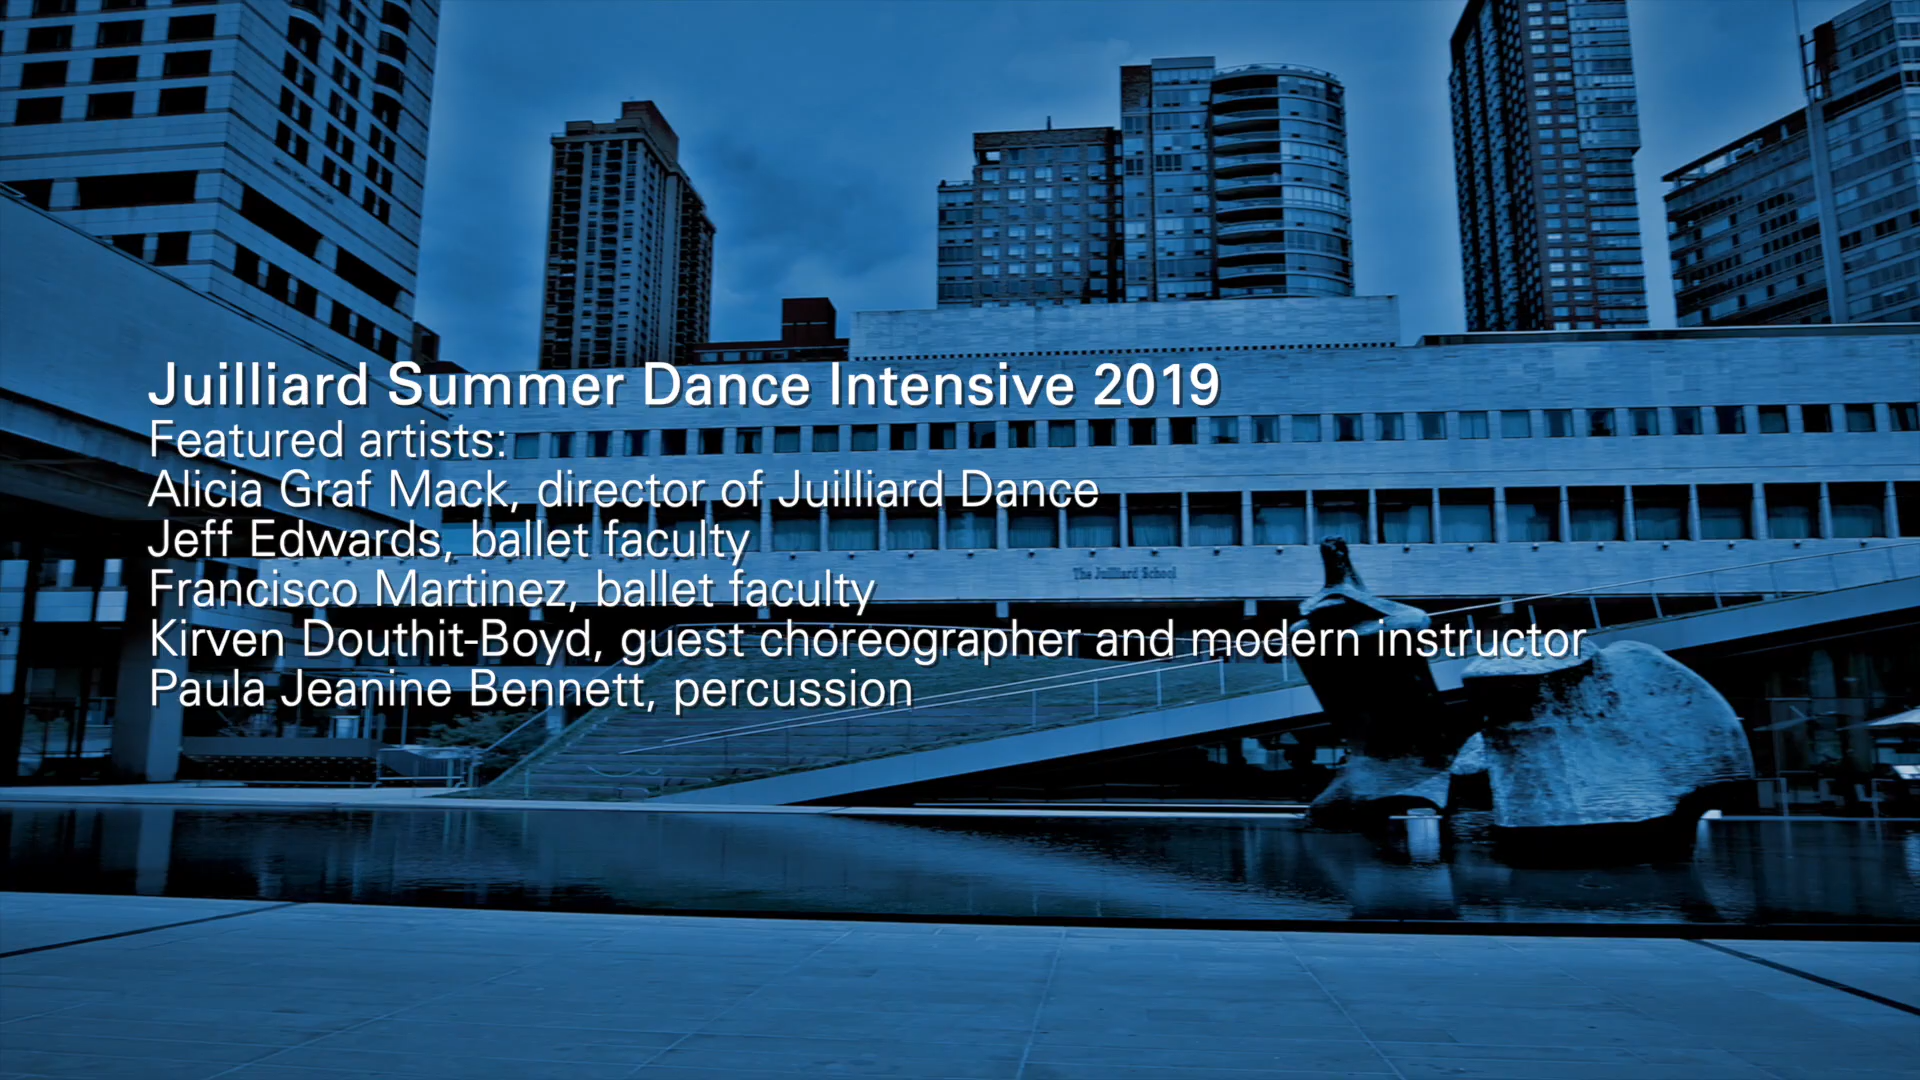 Juilliard Summer Dance Intensive 2019
Featured artists:
Alicia Graf Mack, director of Juilliard Dance
Jeff Edwards, ballet faculty
Francisco Martinez, ballet faculty
The Juilliard School
Kirven Douthit-Boyd, guest choreographer and modern instructor
Paula Jeanine Bennett, percussion